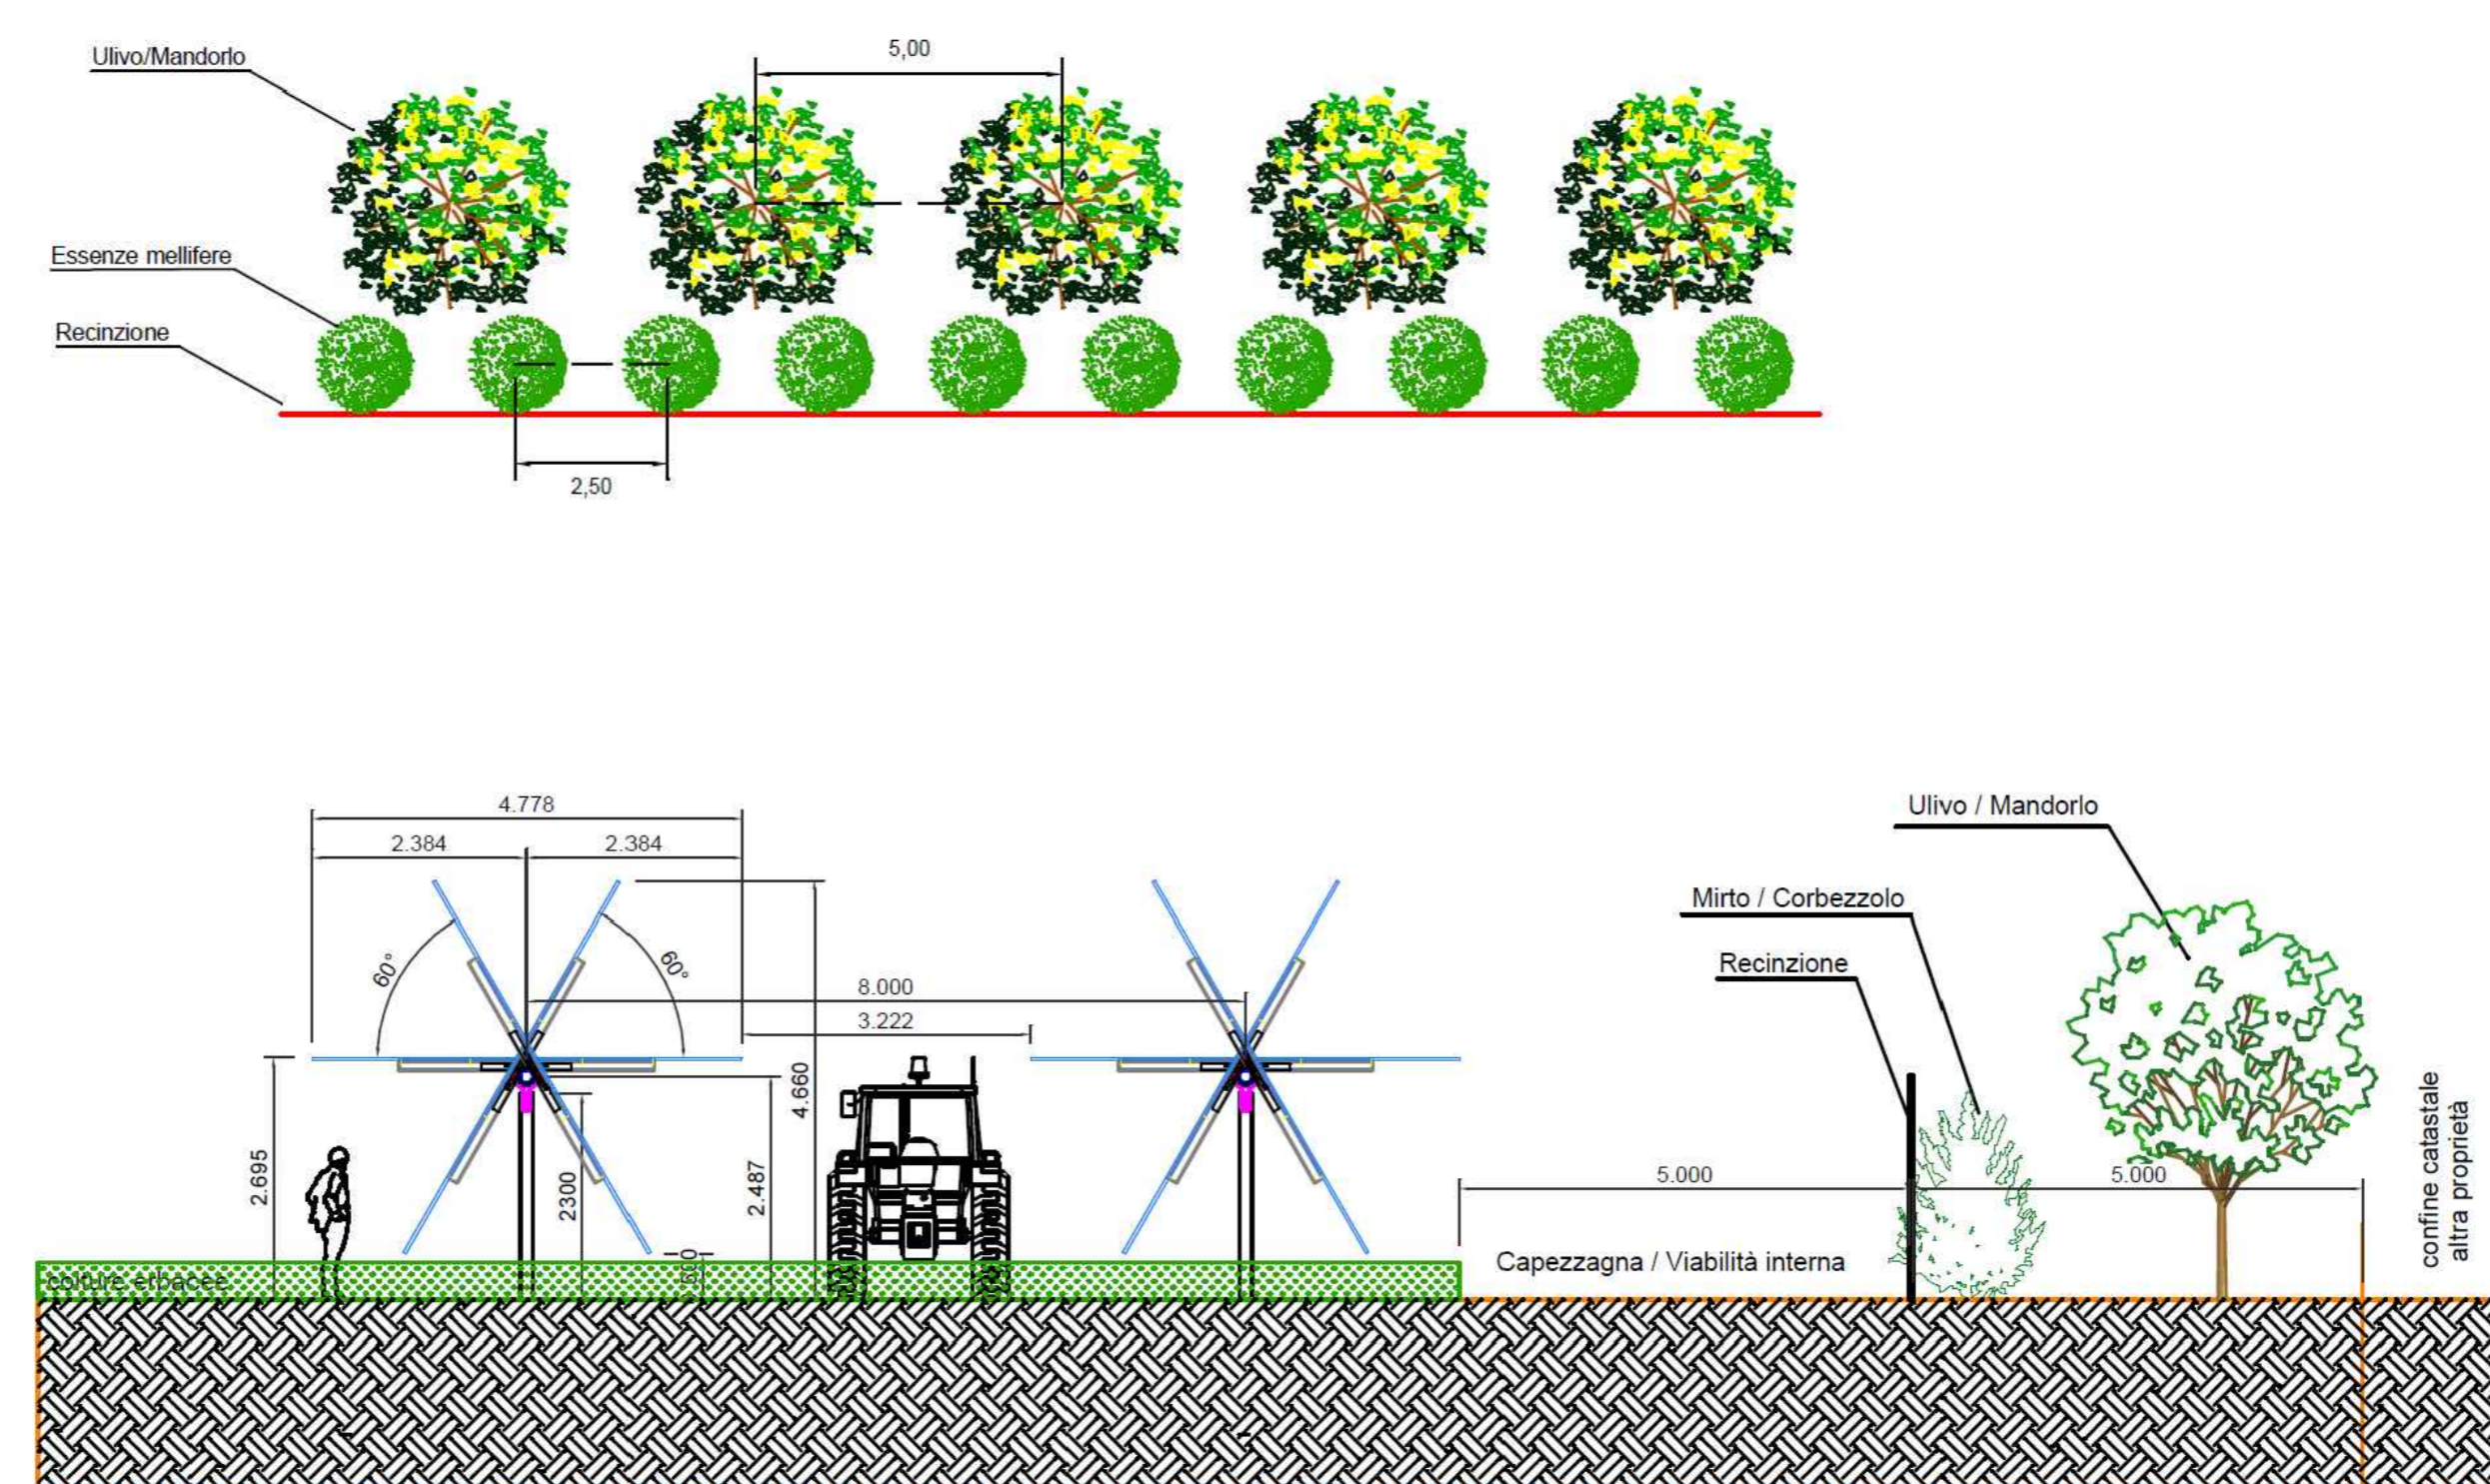 Ulivo/Mandorlo
5,00
Essenze mellifere
Recinzione
2,50
4.778
2.384
2.384
60°
60°
8.000
3.222
2.695
2300
2.487
4.660
Ulivo / Mandorlo
Mirto / Corbezzolo
Recinzione
5.000
5.000
Capezzagna / Viabilità interna
colture erbacee
confine catastale
altra proprietà